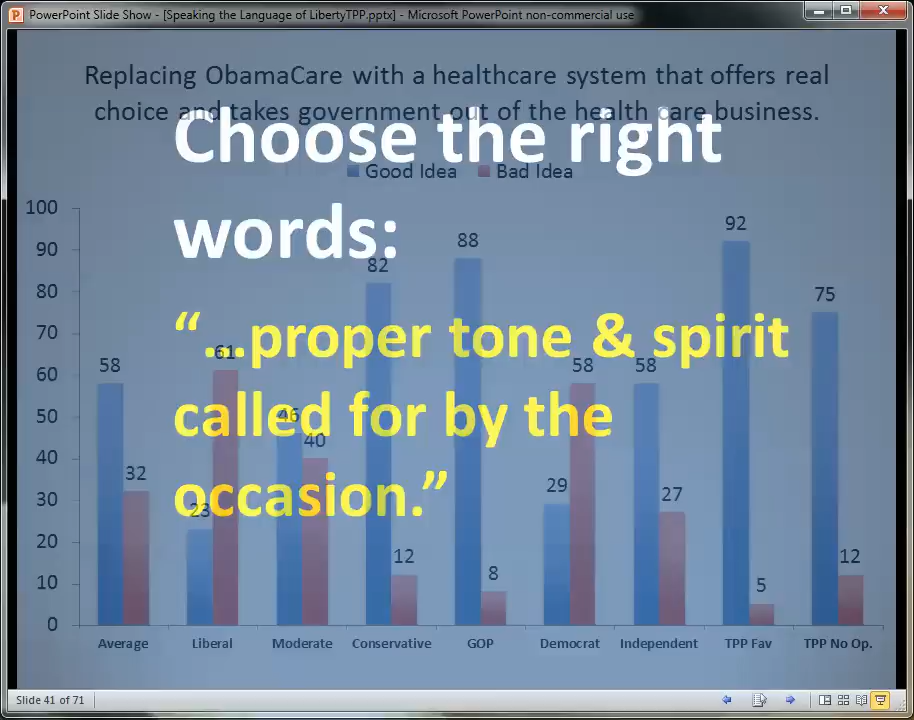 PowerPoint Slide Show - [Speaking the Language of LibertyTPP.pptx] - Microsoft PowerPoint non-commercial use
Replacing ObamaCare with a healthcare system that offers real
choice and takes government out of the health care business.
Choose the right
words:
“...proper tone & spirit
called for by the
occasion.”
Good Idea Bad Idea
100
90
80
70
60
50
40
30
20
10
0
58 32
23 61
46 40
82 12
88 8
29 58
58 27
92 5
75 12
Average Liberal Moderate Conservative GOP Democrat Independent TPP Fav TPP No Op.
Slide 41 of 71